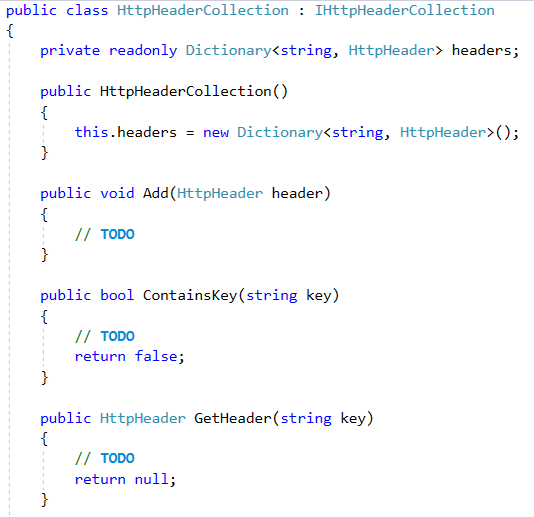 public class HttpHeaderCollection : IHttpHeaderCollection
{
    private readonly Dictionary<string, HttpHeader> headers;
    public HttpHeaderCollection()
    {
        this.headers = new Dictionary<string, HttpHeader>();
    }
    public void Add(HttpHeader header)
    {
        // TODO
    }
    public bool ContainsKey(string key)
    {
        // TODO
        return false;
    }
    public HttpHeader GetHeader(string key)
    {
        // TODO
        return null;
    }